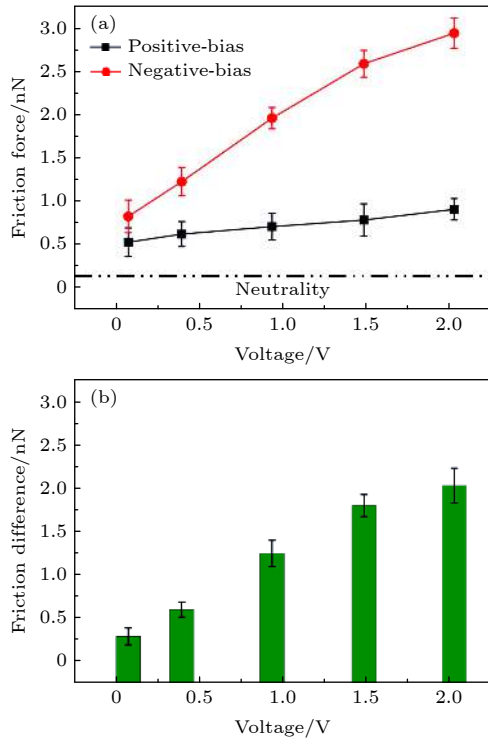 (a)
Positive-bias
Negative-bias
Friction force/nN
3.0
2.5
2.0
1.5
1.0
0.5
0
Neutrality
0 0.5 1.0 1.5 2.0
Voltage/V
(b)
Friction difference/nN
3.0
2.5
2.0
1.5
1.0
0.5
0
0 0.5 1.0 1.5 2.0
Voltage/V